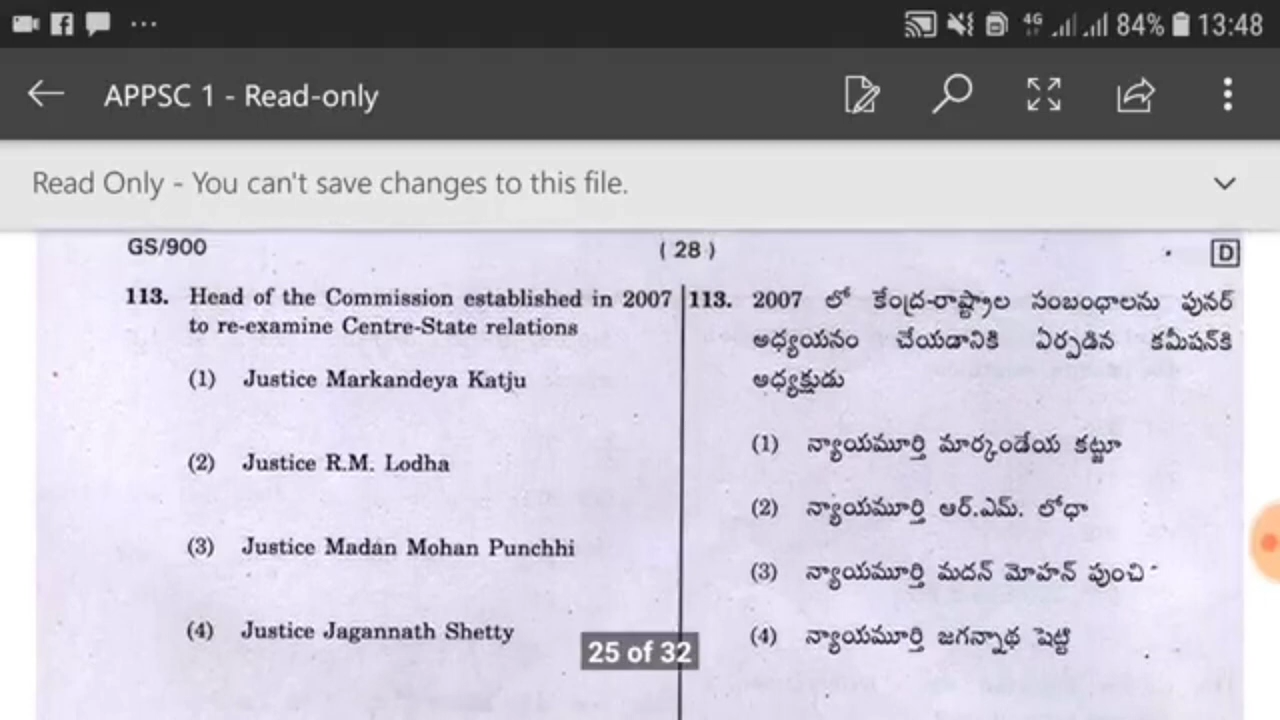 4G 84% 13:48
APPSC 1 - Read-only
Read Only - You can't save changes to this file.
GS/900 ( 28 ) D
113. Head of the Commission established in 2007
to re-examine Centre-State relations
(1) Justice Markandeya Katju
(2) Justice R.M. Lodha
(3) Justice Madan Mohan Punchhi
(4) Justice Jagannath Shetty
113. 2007 లో కేంద్ర-రాష్ట్రాల సంబంధాలను పునర్
అధ్యయనం చేయడానికి ఏర్పడిన కమీషన్‌కి
అధ్యక్షుడు
(1) న్యాయమూర్తి మార్కండేయ కట్జూ
(2) న్యాయమూర్తి ఆర్.ఎమ్. లోధా
(3) న్యాయమూర్తి మదన్ మోహన్ పుంచి
(4) న్యాయమూర్తి జగన్నాథ షెట్టి
25 of 32